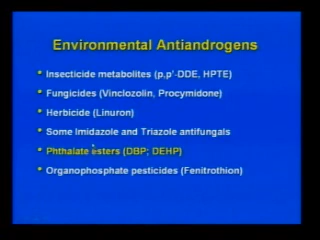 Environmental Antiandrogens
• Insecticide metabolites (p,p'-DDE, HPTE)
• Fungicides (Vinclozolin, Procymidone)
• Herbicide (Linuron)
• Some Imidazole and Triazole antifungals
• Phthalate esters (DBP; DEHP)
• Organophosphate pesticides (Fenitrothion)